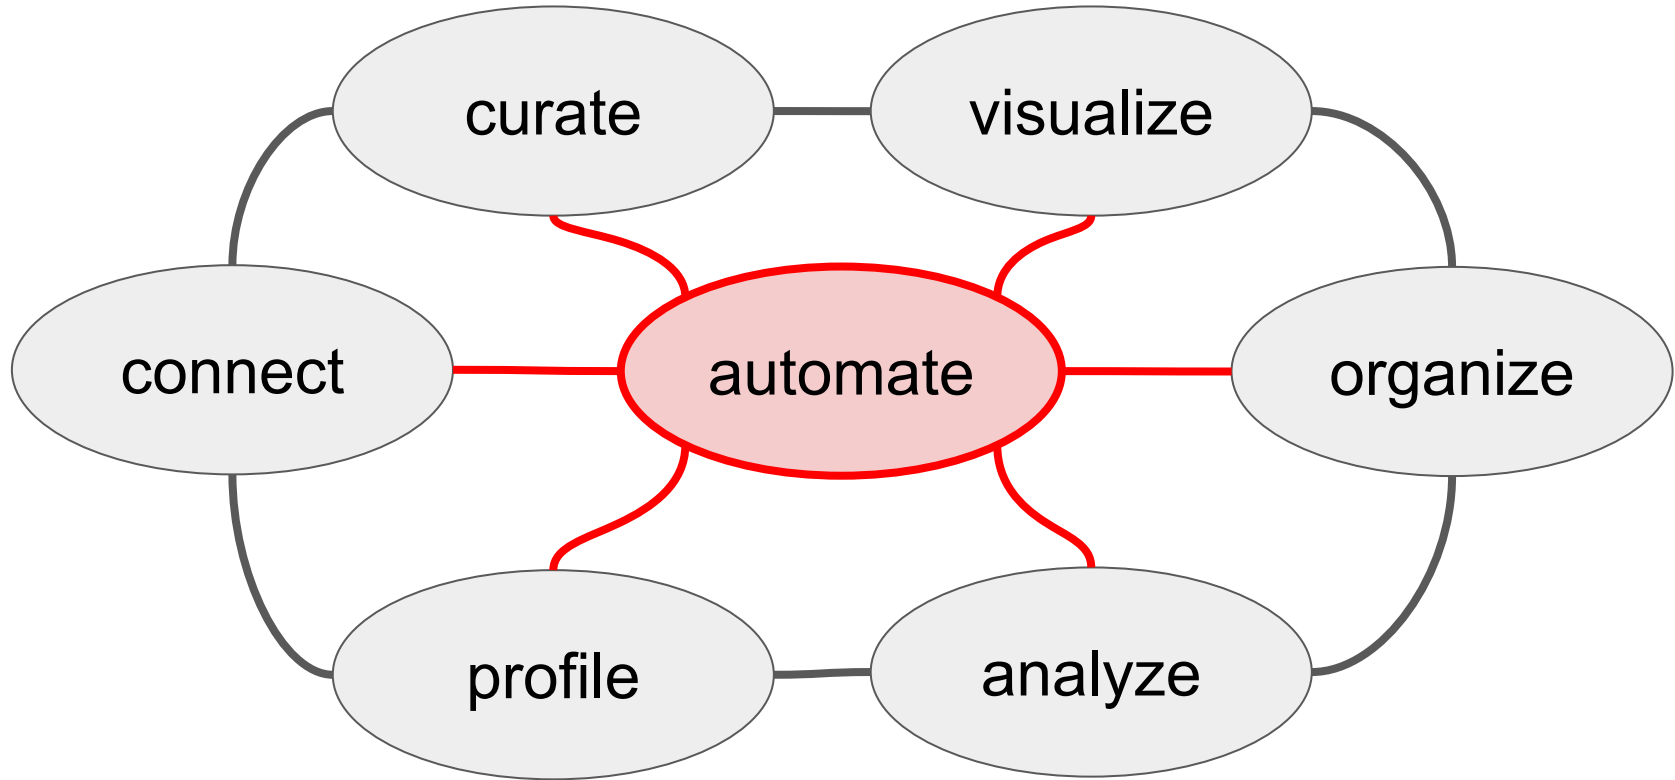 curate
visualize
connect
automate
organize
profile
analyze